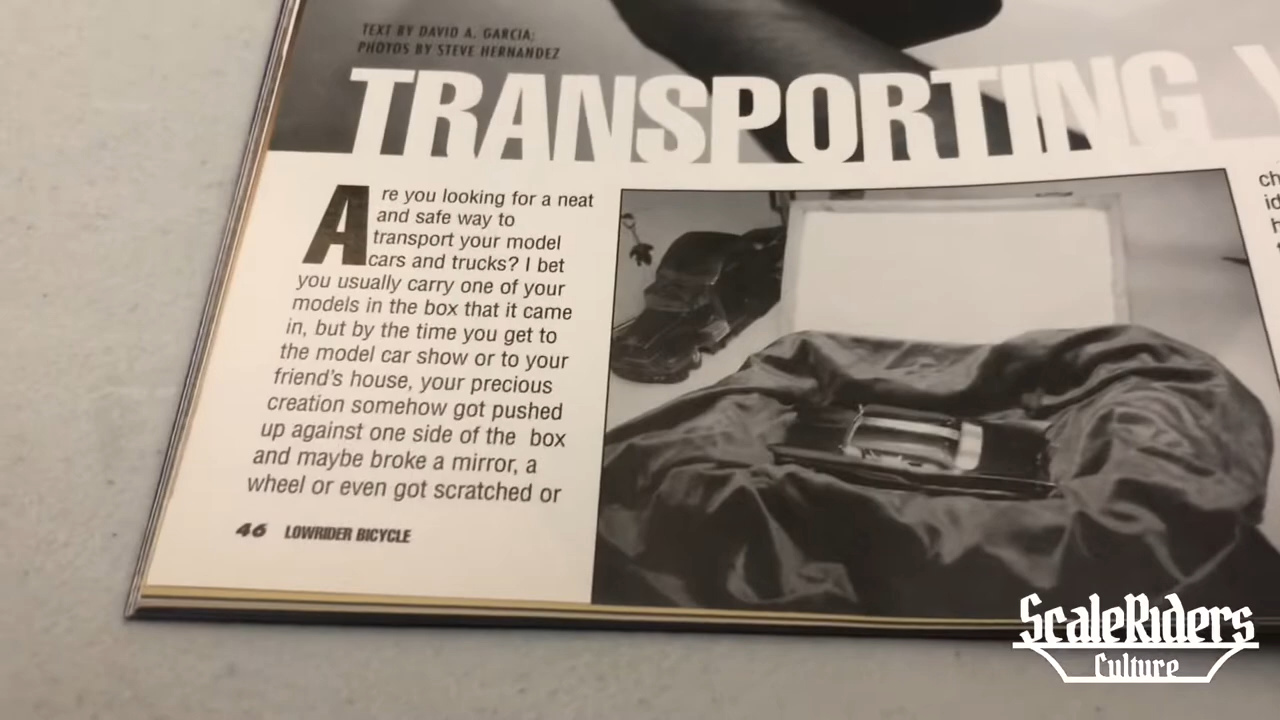 TEXT BY DAVID A. GARCIA;
PHOTOS BY STEVE HERNANDEZ
TRANSPORTING
Are you looking for a neat
and safe way to
transport your model
cars and trucks? I bet
you usually carry one of your
models in the box that it came
in, but by the time you get to
the model car show or to your
friend's house, your precious
creation somehow got pushed
up against one side of the box
and maybe broke a mirror, a
wheel or even got scratched or
46 LOWRIDER BICYCLE
ScaleRiders
Culture